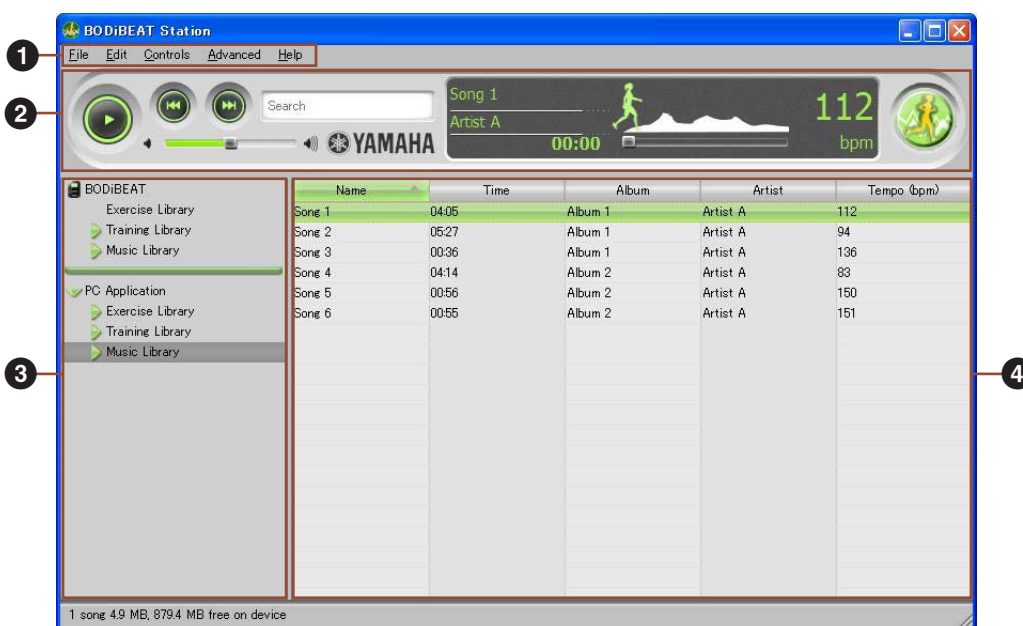 BODiBEAT Station
1
File Edit Controls Advanced Help
2
Search
YAMAHA
Song 1
Artist A
00:00
112
bpm
3
BODiBEAT
Exercise Library
Training Library
Music Library
PC Application
Exercise Library
Training Library
Music Library
4
Name Time Album Artist Tempo (bpm)
Song 1 04:05 Album 1 Artist A 112
Song 2 05:27 Album 1 Artist A 94
Song 3 00:36 Album 1 Artist A 136
Song 4 04:14 Album 2 Artist A 83
Song 5 00:56 Album 2 Artist A 150
Song 6 00:55 Album 2 Artist A 151
1 song 4.9 MB, 879.4 MB free on device